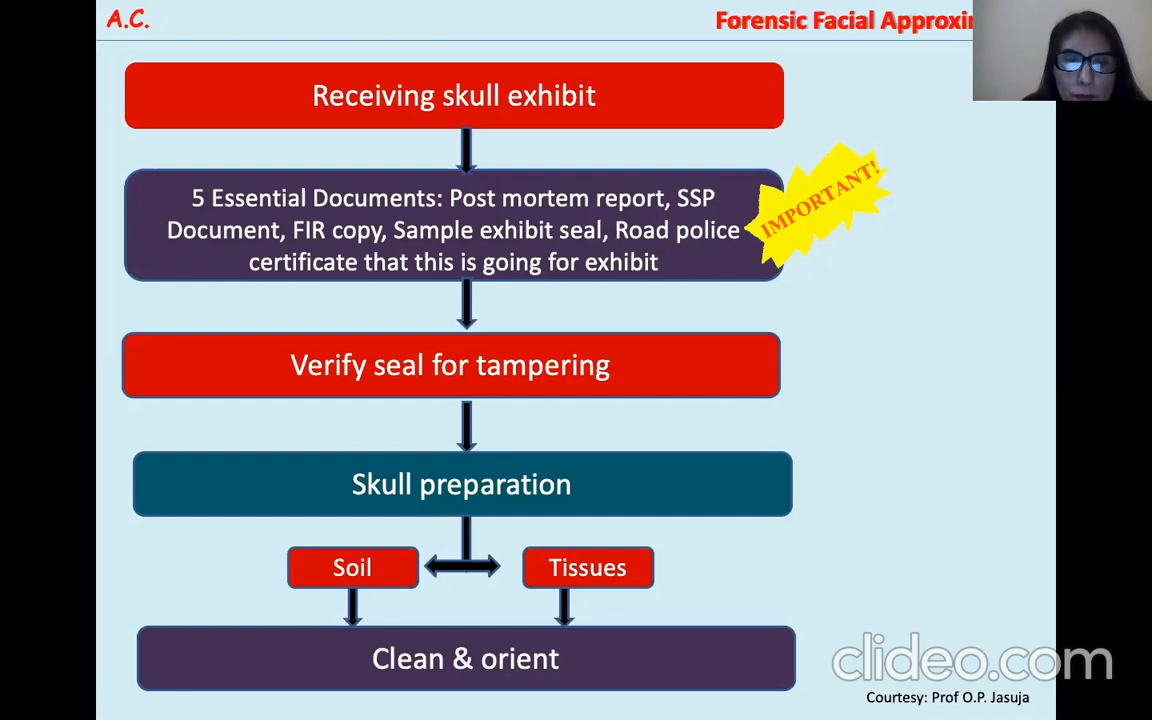 A.C.
Forensic Facial
Receiving skull exhibit
5 Essential Documents: Post mortem report, SSP
Document, FIR copy, Sample exhibit seal, Road police
certificate that this is going for exhibit
IMPORTANT!
Verify seal for tampering
Skull preparation
Soil
Tissues
Clean & orient
clideo.com
Courtesy: Prof O.P. Jasuja